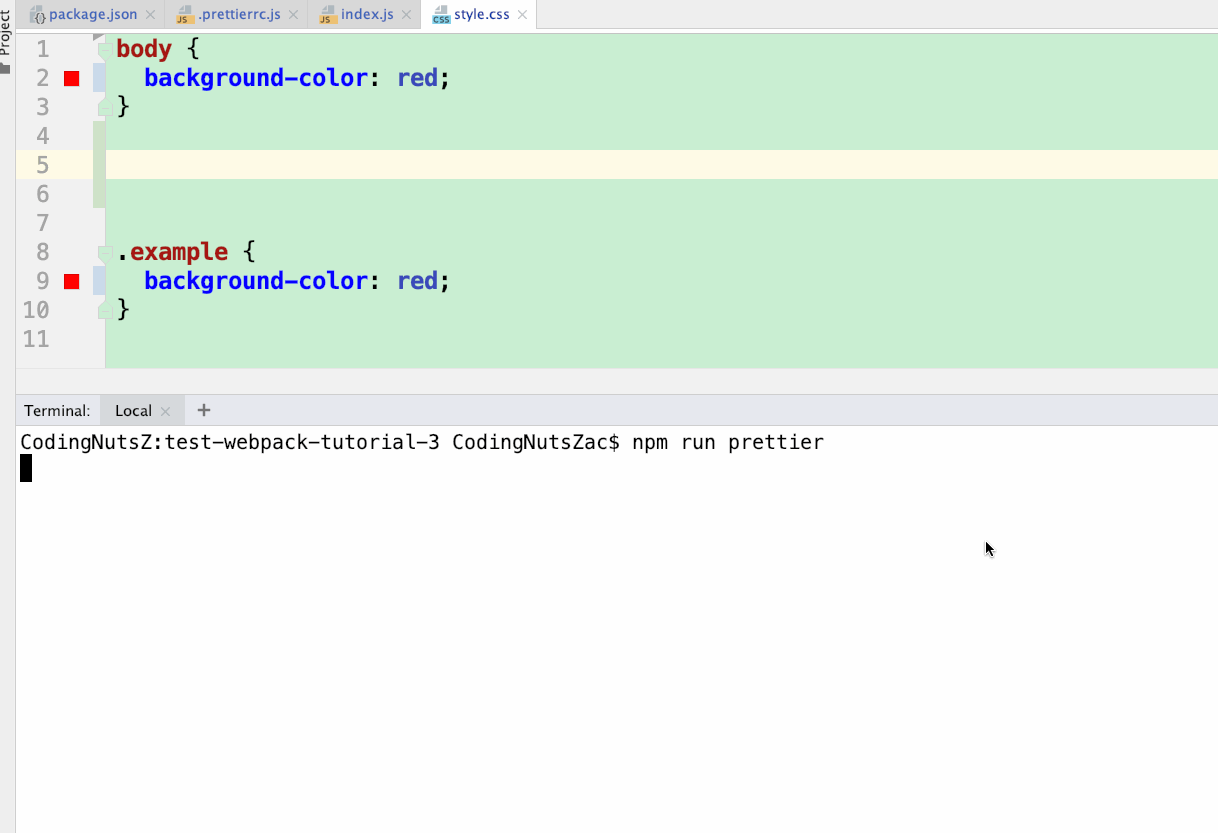 Project
package.json .prettierrc.js index.js style.css
1 body {
2 background-color: red;
3 }
4
5
6
7
8 .example {
9 background-color: red;
10 }
11
Terminal: Local +
CodingNutsZ:test-webpack-tutorial-3 CodingNutsZac$ npm run prettier